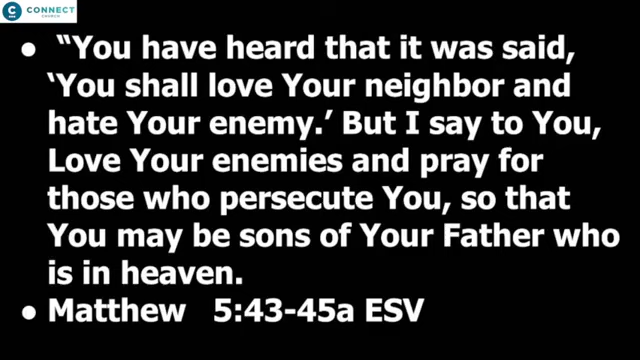 CONNECT
CHURCH
● “You have heard that it was said,
‘You shall love Your neighbor and
hate Your enemy.’ But I say to You,
Love Your enemies and pray for
those who persecute You, so that
You may be sons of Your Father who
is in heaven.
● Matthew 5:43-45a ESV